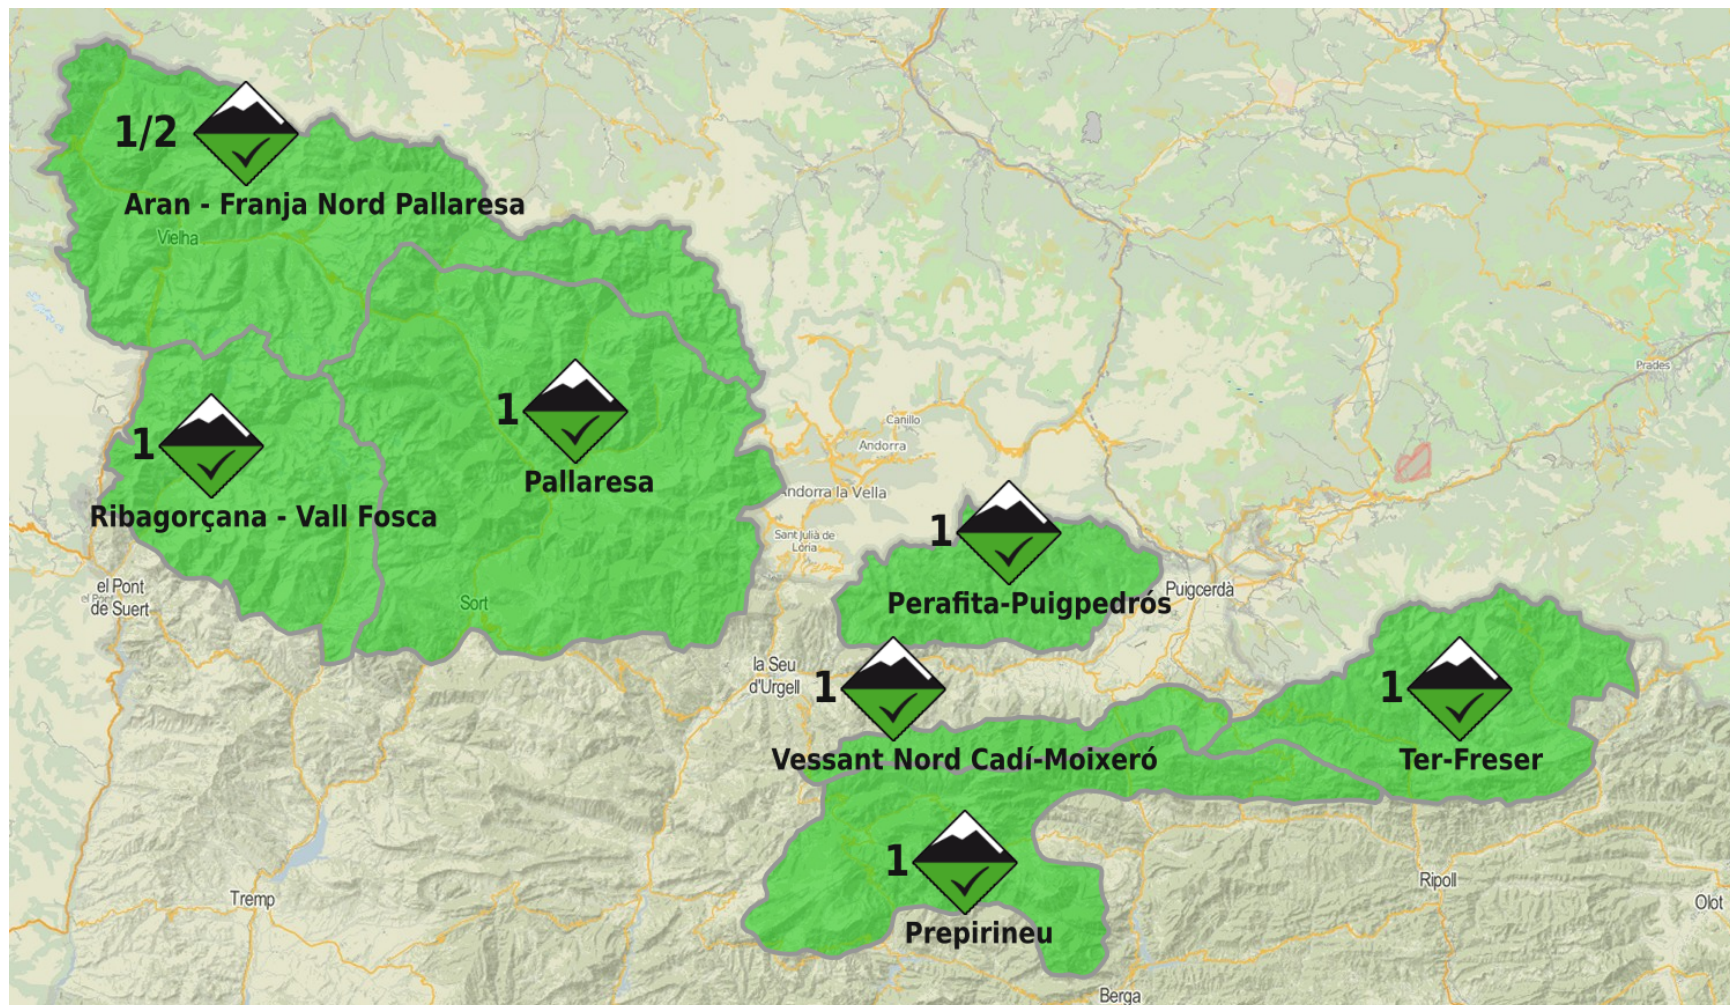 1/2
Aran - Franja Nord Pallaresa
Vielha
Prades
1
Pallaresa
Canillo
Andorra
1
Ribagorçana - Vall Fosca
Andorra la Vella
1
Sant Julià de
Lòria
Perafita-Puigpedrós
Puigcerdà
el Pont
de Suert
Sort
la Seu
d'Urgell
1
Vessant Nord Cadí-Moixeró
1
Ter-Freser
1
Prepirineu
Tremp
Ripoll
Olot
Berga